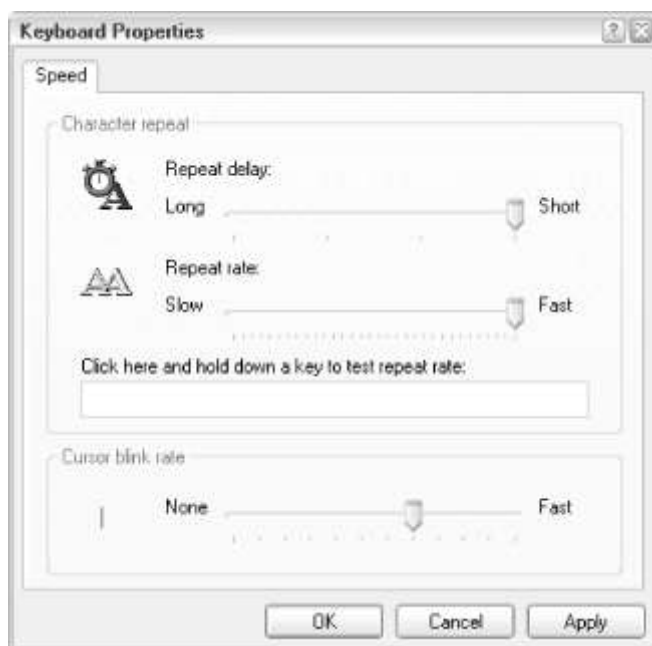 Keyboard Properties
Speed
Character repeat
Repeat delay:
Long Short
Repeat rate:
Slow Fast
Click here and hold down a key to test repeat rate:
Cursor blink rate
None Fast
OK Cancel Apply